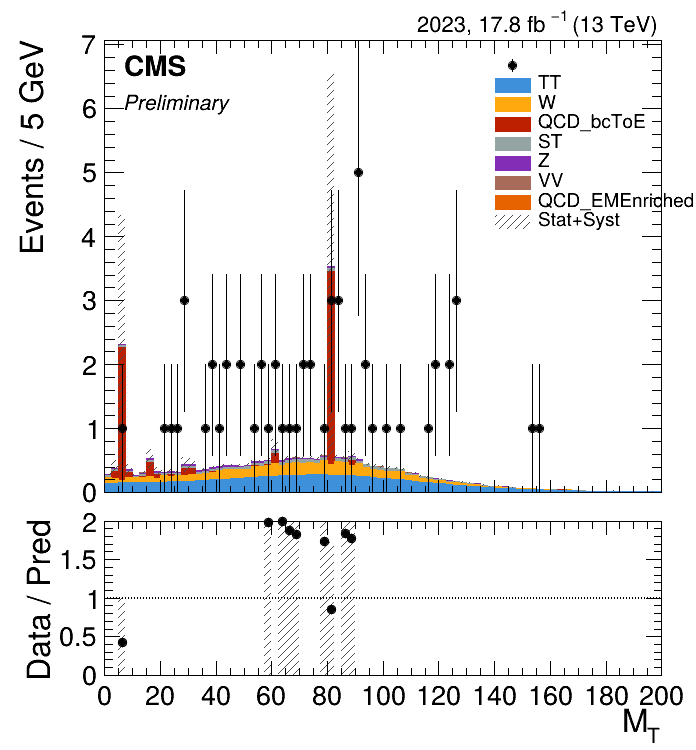 2023, 17.8 fb⁻¹ (13 TeV)
Events / 5 GeV
7
6
5
4
3
2
1
0
CMS
Preliminary
TT
W
QCD_bcToE
ST
Z
VV
QCD_EMEnriched
Stat+Syst
Data / Pred
2
1.5
1
0.5
0
0 20 40 60 80 100 120 140 160 180 200
M_T